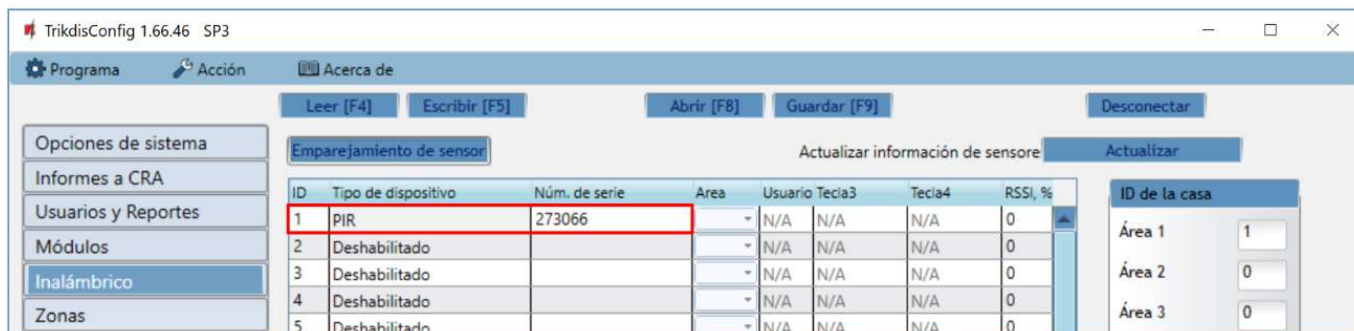 TrikdisConfig 1.66.46 SP3
Programa Acción Acerca de
Leer [F4] Escribir [F5] Abrir [F8] Guardar [F9] Desconectar
Opciones de sistema
Informes a CRA
Usuarios y Reportes
Módulos
Inalámbrico
Zonas
Emparejamiento de sensor Actualizar información de sensore Actualizar
ID Tipo de dispositivo Núm. de serie Area Usuario Tecla3 Tecla4 RSSI, %
1 PIR 273066 N/A N/A N/A 0
2 Deshabilitado N/A N/A N/A 0
3 Deshabilitado N/A N/A N/A 0
4 Deshabilitado N/A N/A N/A 0
5 Deshabilitado N/A N/A N/A 0
ID de la casa
Área 1 1
Área 2 0
Área 3 0